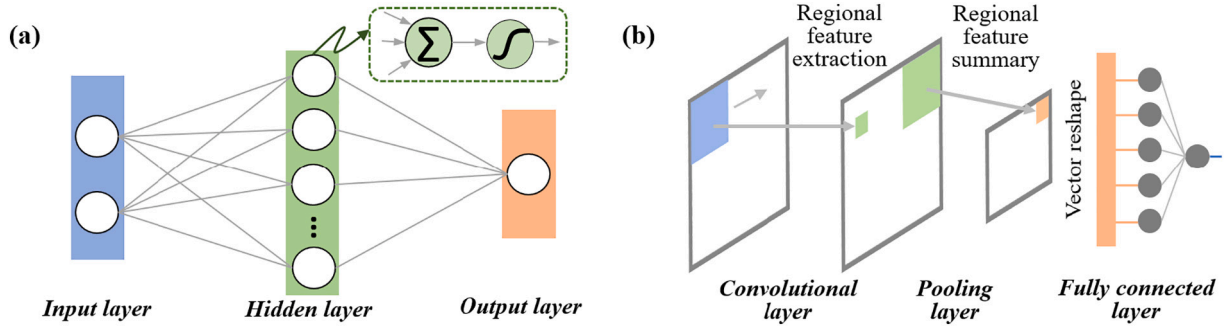 (a)
Σ
∫
Input layer
Hidden layer
Output layer
(b)
Regional
feature
extraction
Regional
feature
summary
Vector reshape
Convolutional
layer
Pooling
layer
Fully connected
layer